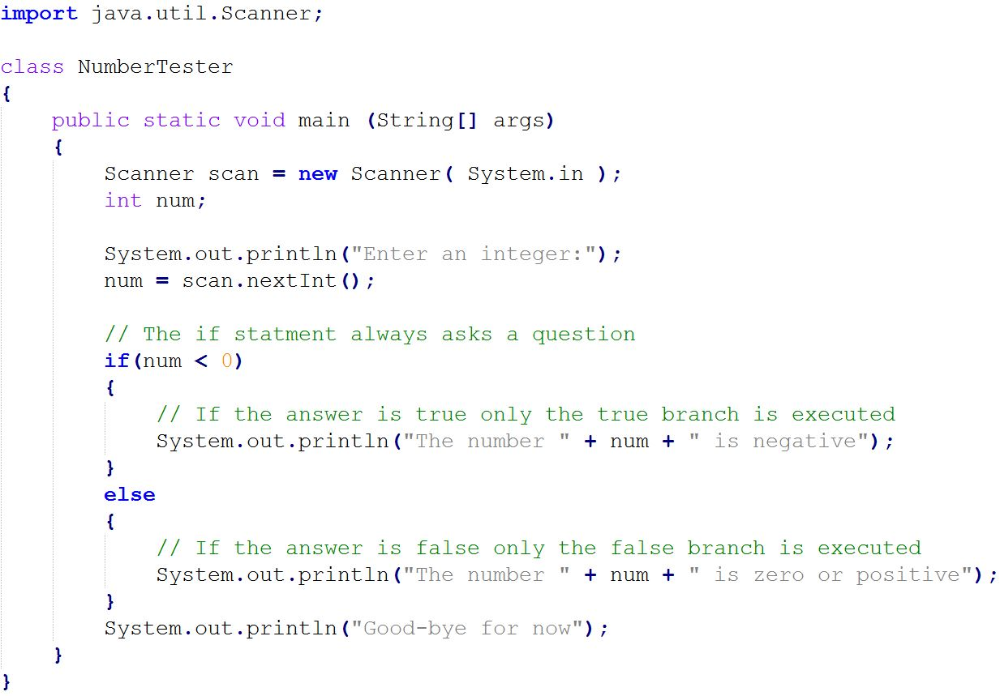 import java.util.Scanner;
class NumberTester
{
public static void main (String[] args)
{
Scanner scan = new Scanner( System.in );
int num;
System.out.println("Enter an integer:");
num = scan.nextInt();
// The if statment always asks a question
if(num < 0)
{
// If the answer is true only the true branch is executed
System.out.println("The number " + num + " is negative");
}
else
{
// If the answer is false only the false branch is executed
System.out.println("The number " + num + " is zero or positive");
}
System.out.println("Good-bye for now");
}
}